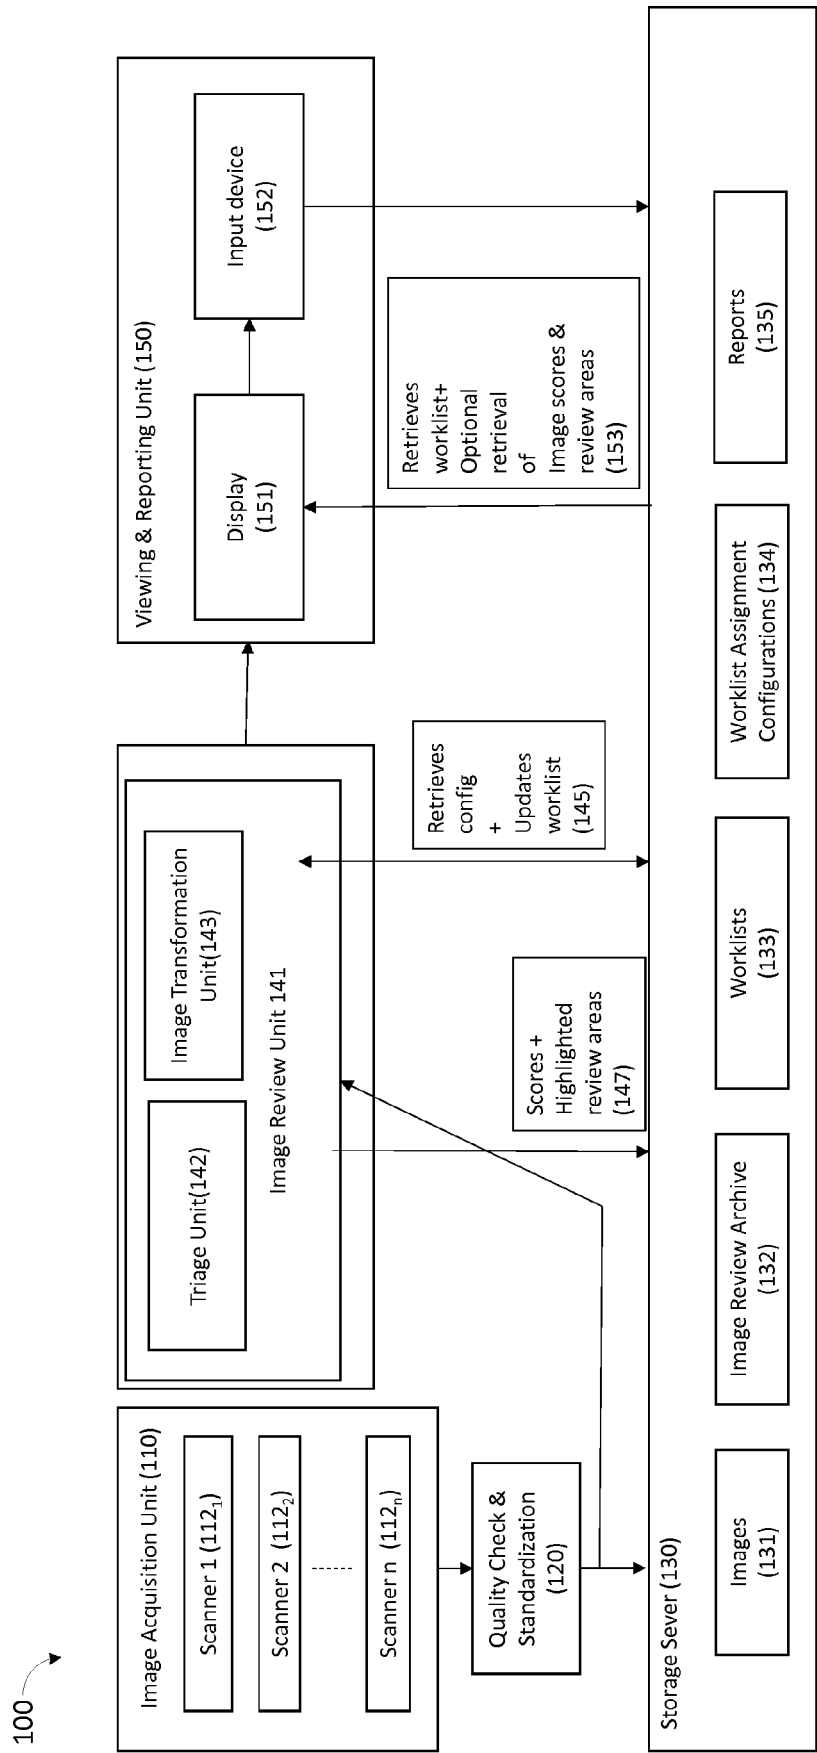 100
Image Acquisition Unit (110)
Scanner 1 (112₁)
Scanner 2 (112₂)
Scanner n (112ₙ)
Quality Check &
Standardization
(120)
Triage Unit(142)
Image Transformation
Unit(143)
Image Review Unit 141
Scores +
Highlighted
review areas
(147)
Retrieves
config
+
Updates
worklist
(145)
Viewing & Reporting Unit (150)
Display
(151)
Input device
(152)
Retrieves
worklist+
Optional
retrieval
of
Image scores &
review areas
(153)
Storage Sever (130)
Images
(131)
Image Review Archive
(132)
Worklists
(133)
Worklist Assignment
Configurations (134)
Reports
(135)